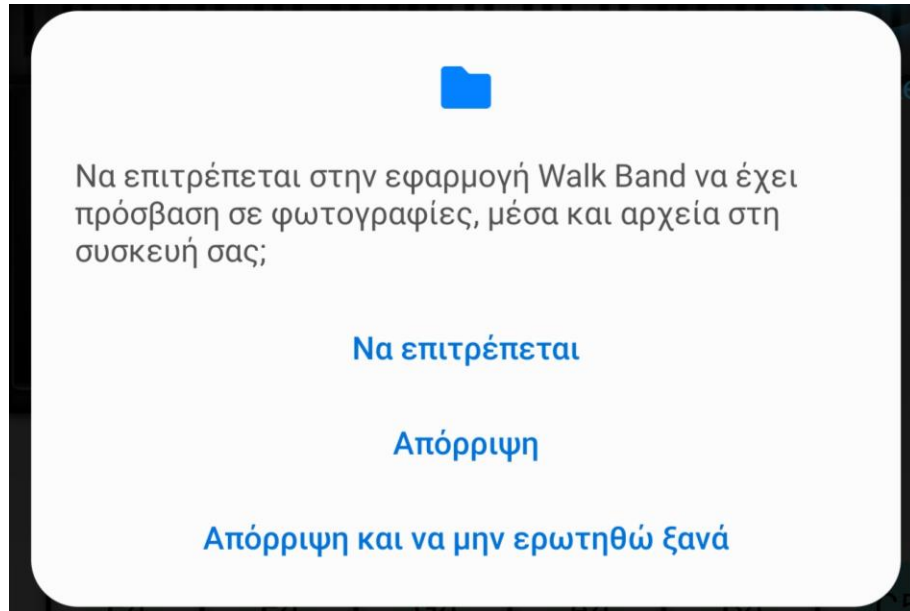 Να επιτρέπεται στην εφαρμογή Walk Band να έχει
πρόσβαση σε φωτογραφίες, μέσα και αρχεία στη
συσκευή σας;
Να επιτρέπεται
Απόρριψη
Απόρριψη και να μην ερωτηθώ ξανά